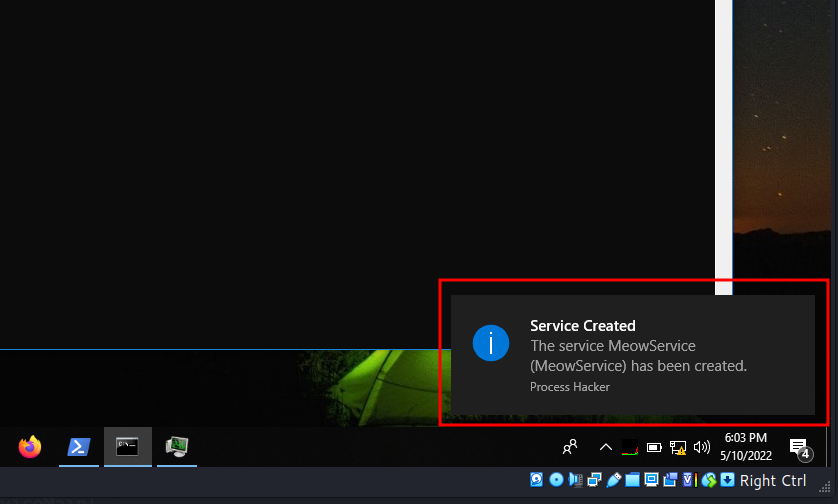 Service Created
The service MeowService
(MeowService) has been created.
Process Hacker
6:03 PM
5/10/2022
4
Right Ctrl